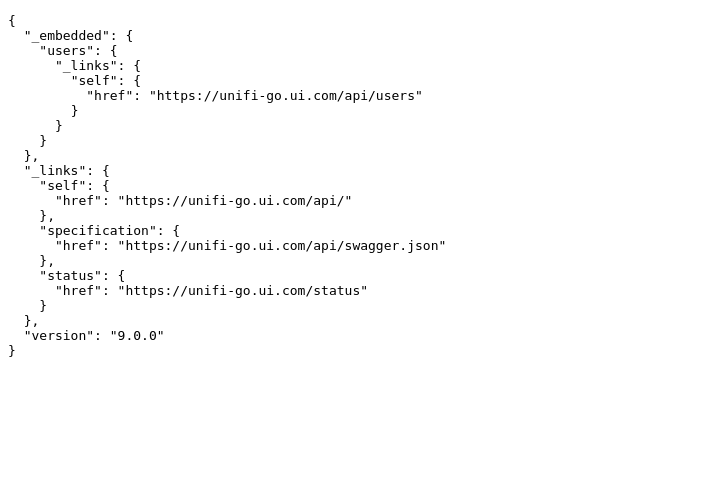 {
  "_embedded": {
    "users": {
      "_links": {
        "self": {
          "href": "https://unifi-go.ui.com/api/users"
        }
      }
    }
  },
  "_links": {
    "self": {
      "href": "https://unifi-go.ui.com/api/"
    },
    "specification": {
      "href": "https://unifi-go.ui.com/api/swagger.json"
    },
    "status": {
      "href": "https://unifi-go.ui.com/status"
    }
  },
  "version": "9.0.0"
}